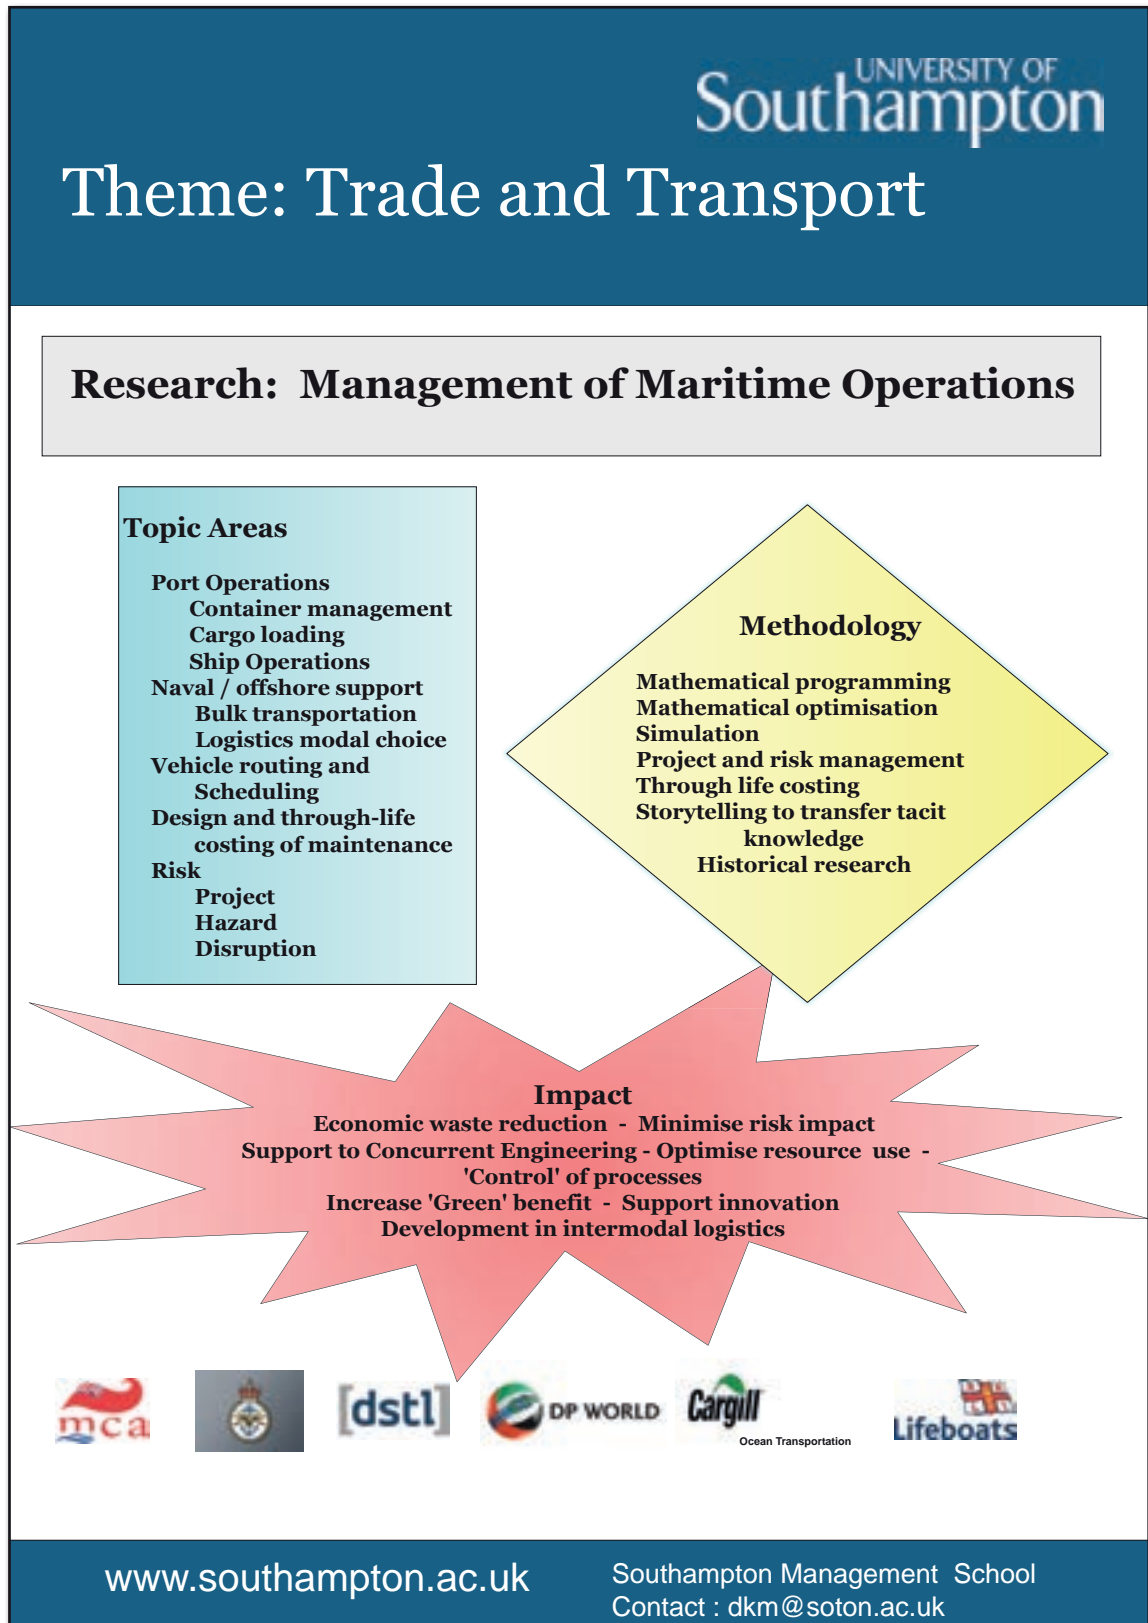 UNIVERSITY OF
Southampton
Theme: Trade and Transport
Research: Management of Maritime Operations
Topic Areas
Port Operations
Container management
Cargo loading
Ship Operations
Naval / offshore support
Bulk transportation
Logistics modal choice
Vehicle routing and
Scheduling
Design and through-life
costing of maintenance
Risk
Project
Hazard
Disruption
Methodology
Mathematical programming
Mathematical optimisation
Simulation
Project and risk management
Through life costing
Storytelling to transfer tacit
knowledge
Historical research
Impact
Economic waste reduction - Minimise risk impact
Support to Concurrent Engineering - Optimise resource use -
'Control' of processes
Increase 'Green' benefit - Support innovation
Development in intermodal logistics
mca
[dstl]
DP WORLD
Cargill
Ocean Transportation
Lifeboats
www.southampton.ac.uk
Southampton Management School
Contact : dkm@soton.ac.uk